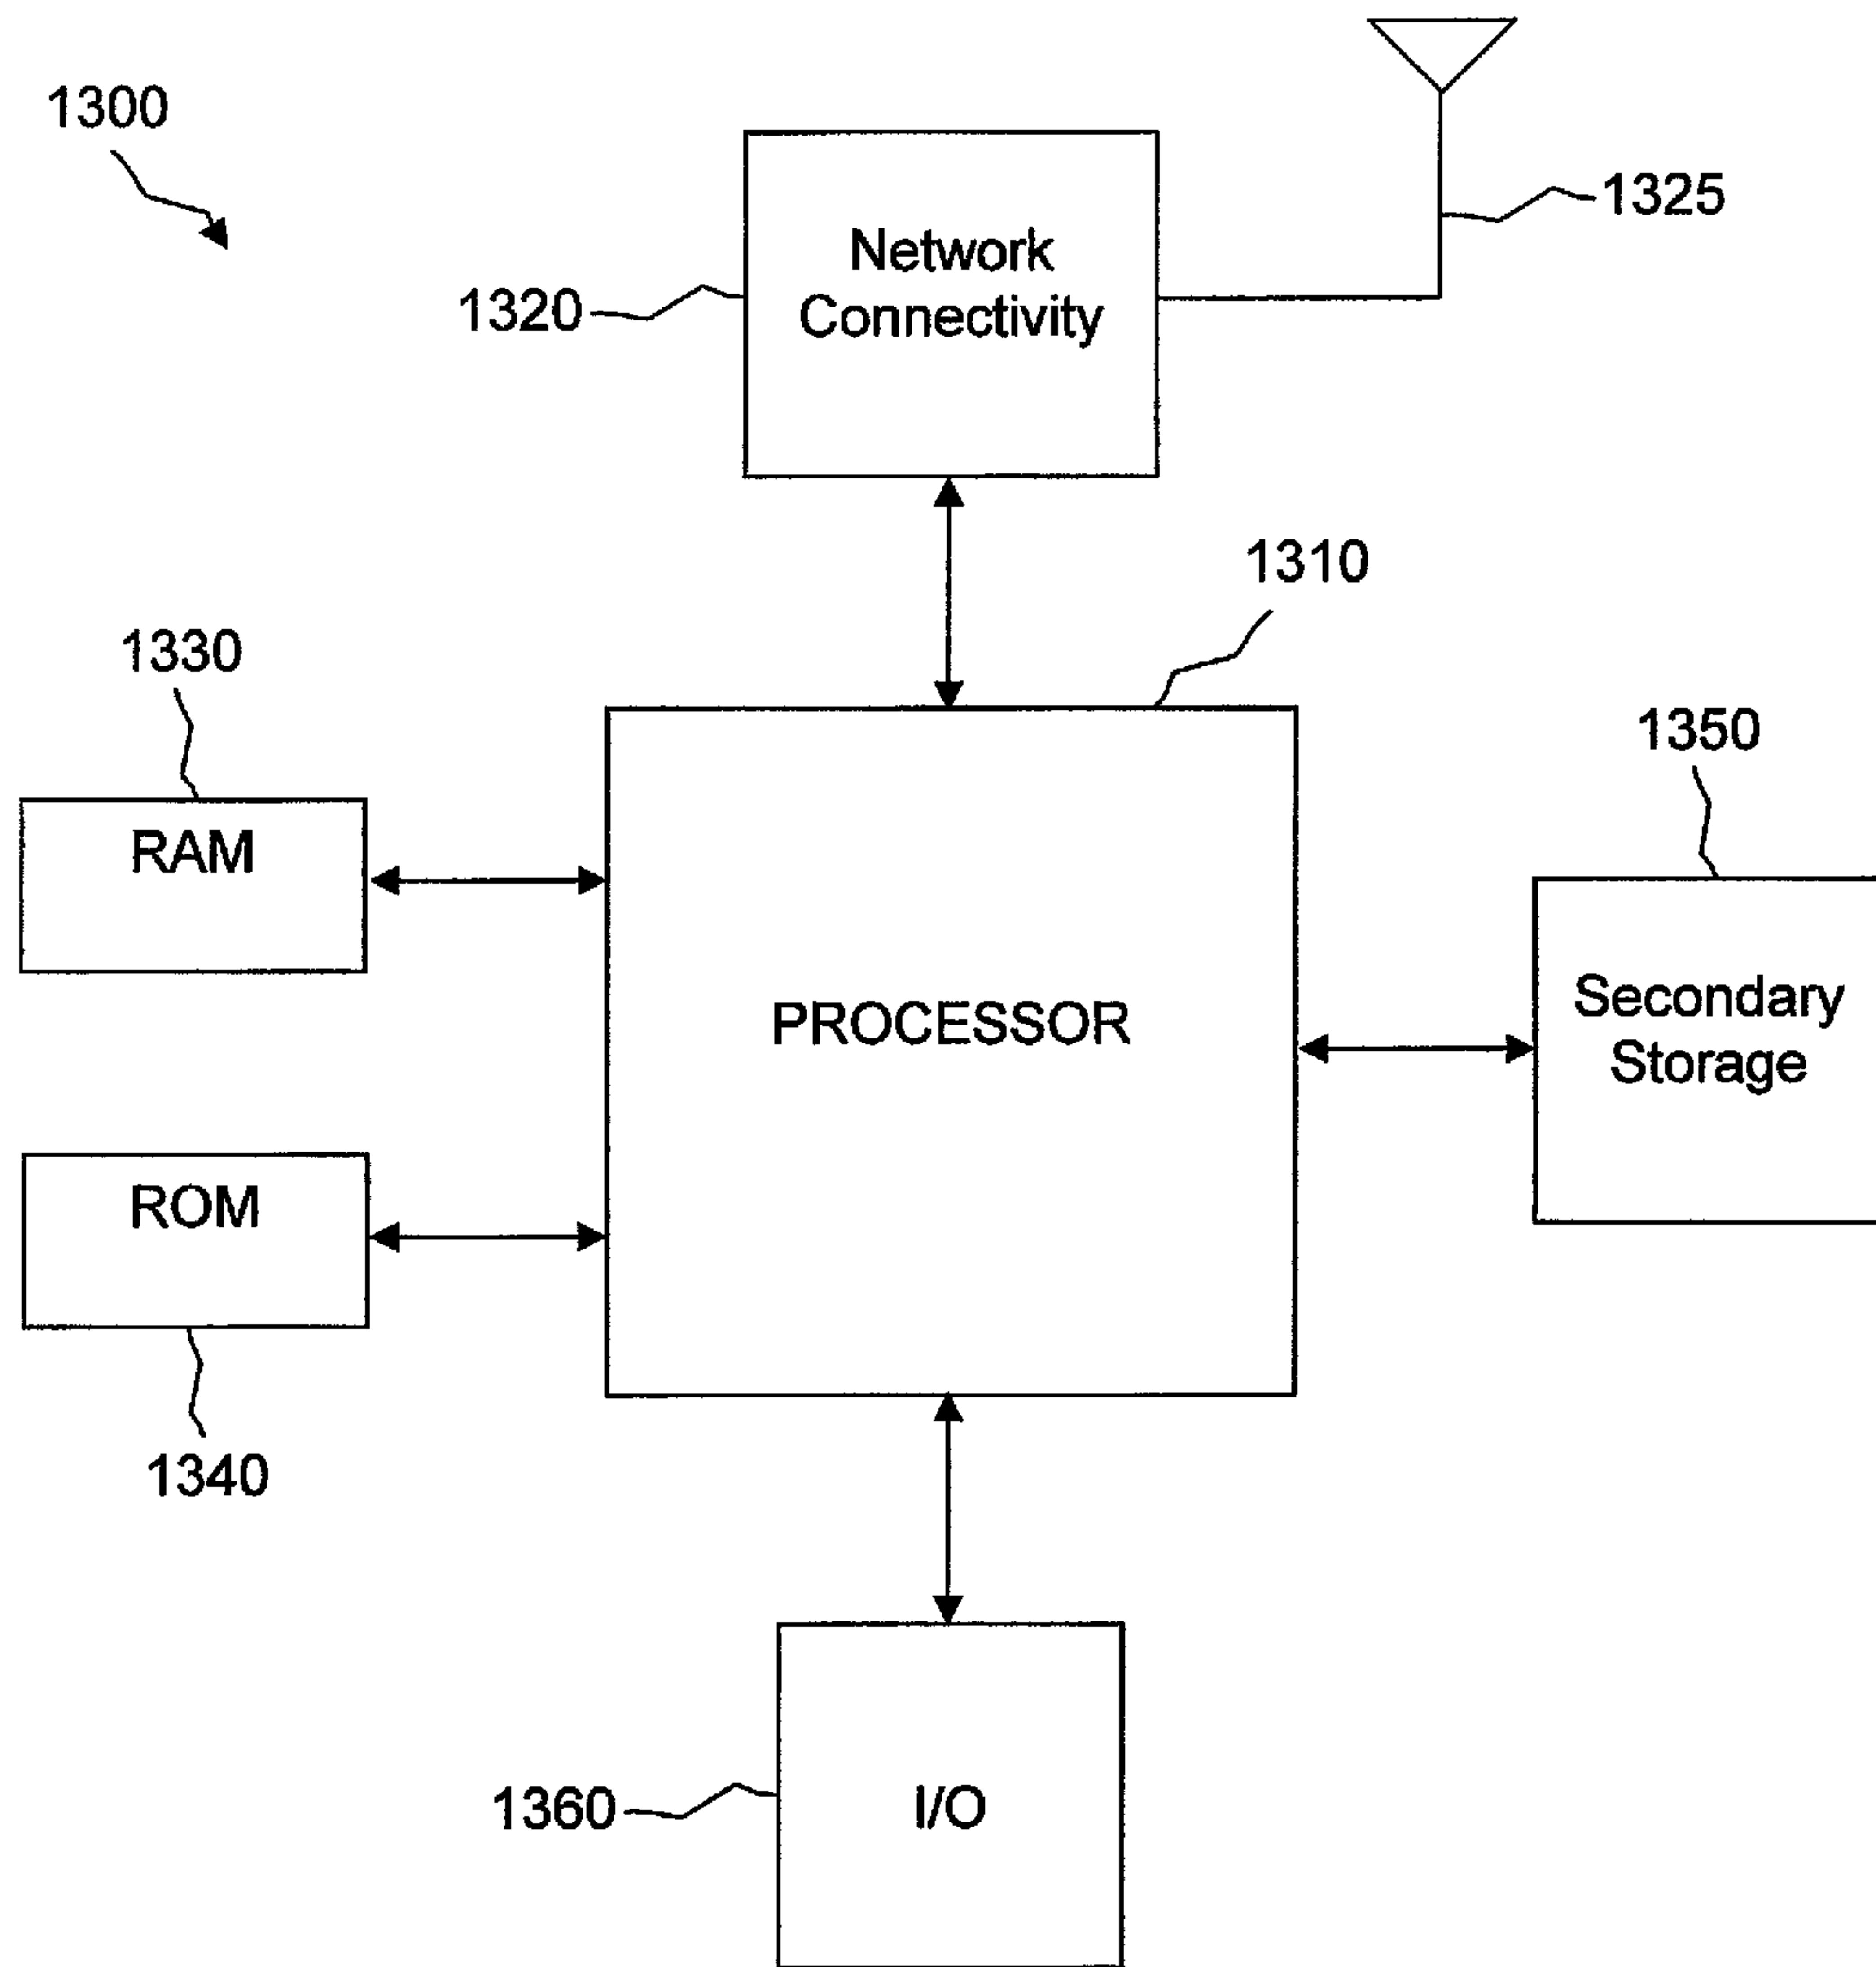 1300
1325
Network
Connectivity
1320
1310
1330
1350
RAM
PROCESSOR
Secondary
Storage
ROM
1340
1360
I/O